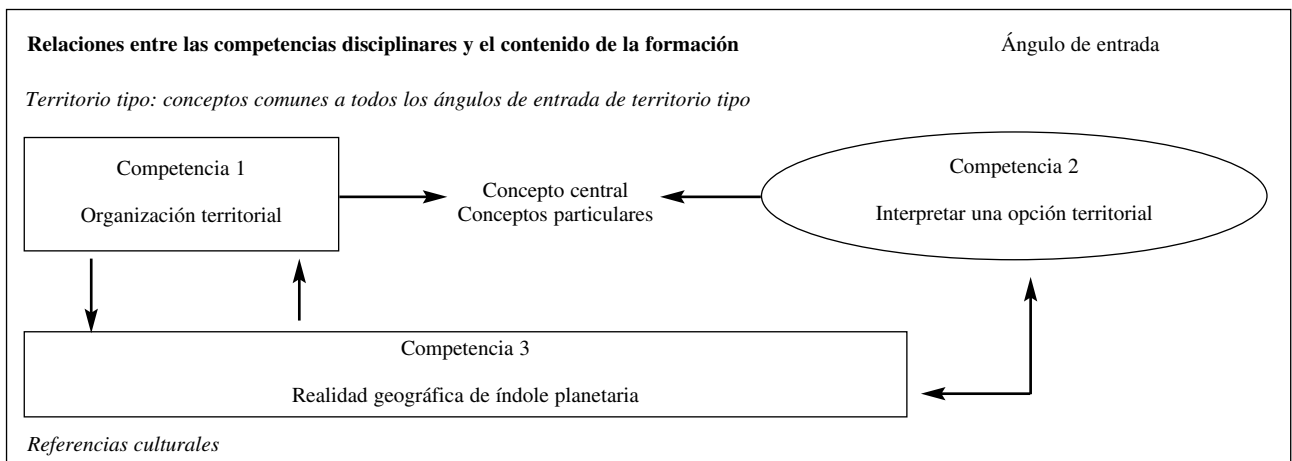 Relaciones entre las competencias disciplinares y el contenido de la formación
Ángulo de entrada
Territorio tipo: conceptos comunes a todos los ángulos de entrada de territorio tipo
Competencia 1
Organización territorial
Concepto central
Conceptos particulares
Competencia 2
Interpretar una opción territorial
Competencia 3
Realidad geográfica de índole planetaria
Referencias culturales